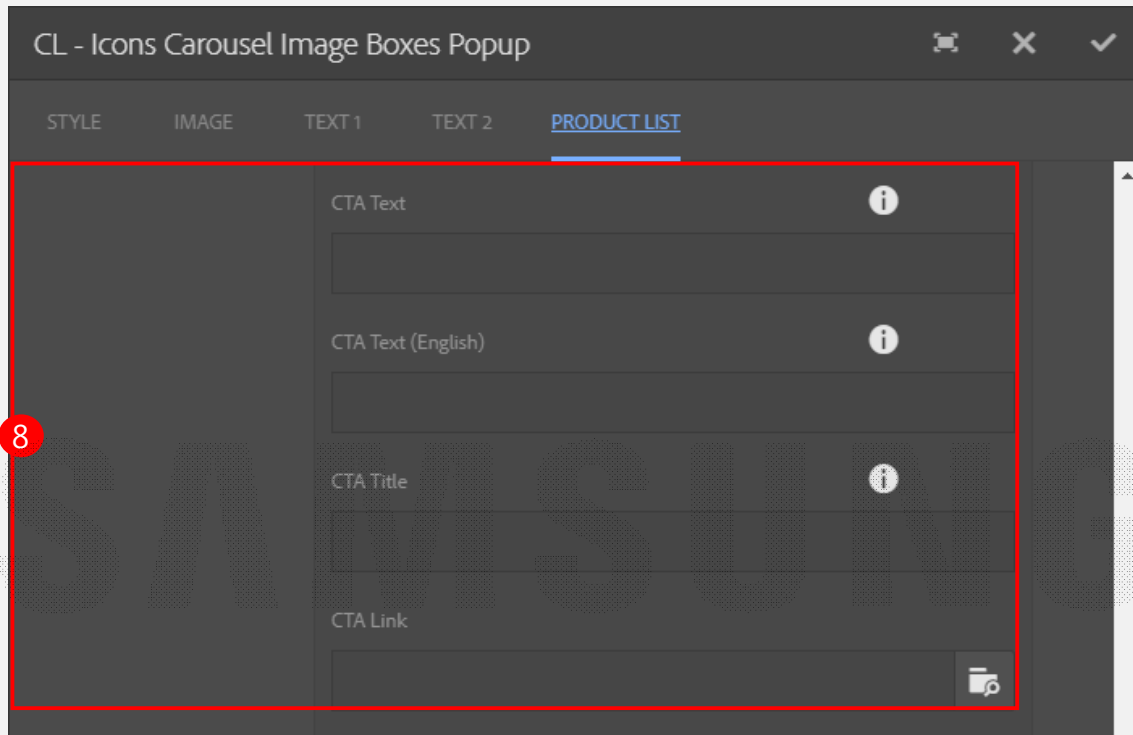 CL - Icons Carousel Image Boxes Popup
STYLE IMAGE TEXT 1 TEXT 2 PRODUCT LIST
CTA Text
CTA Text (English)
8
CTA Title
SAMSUNG
CTA Link